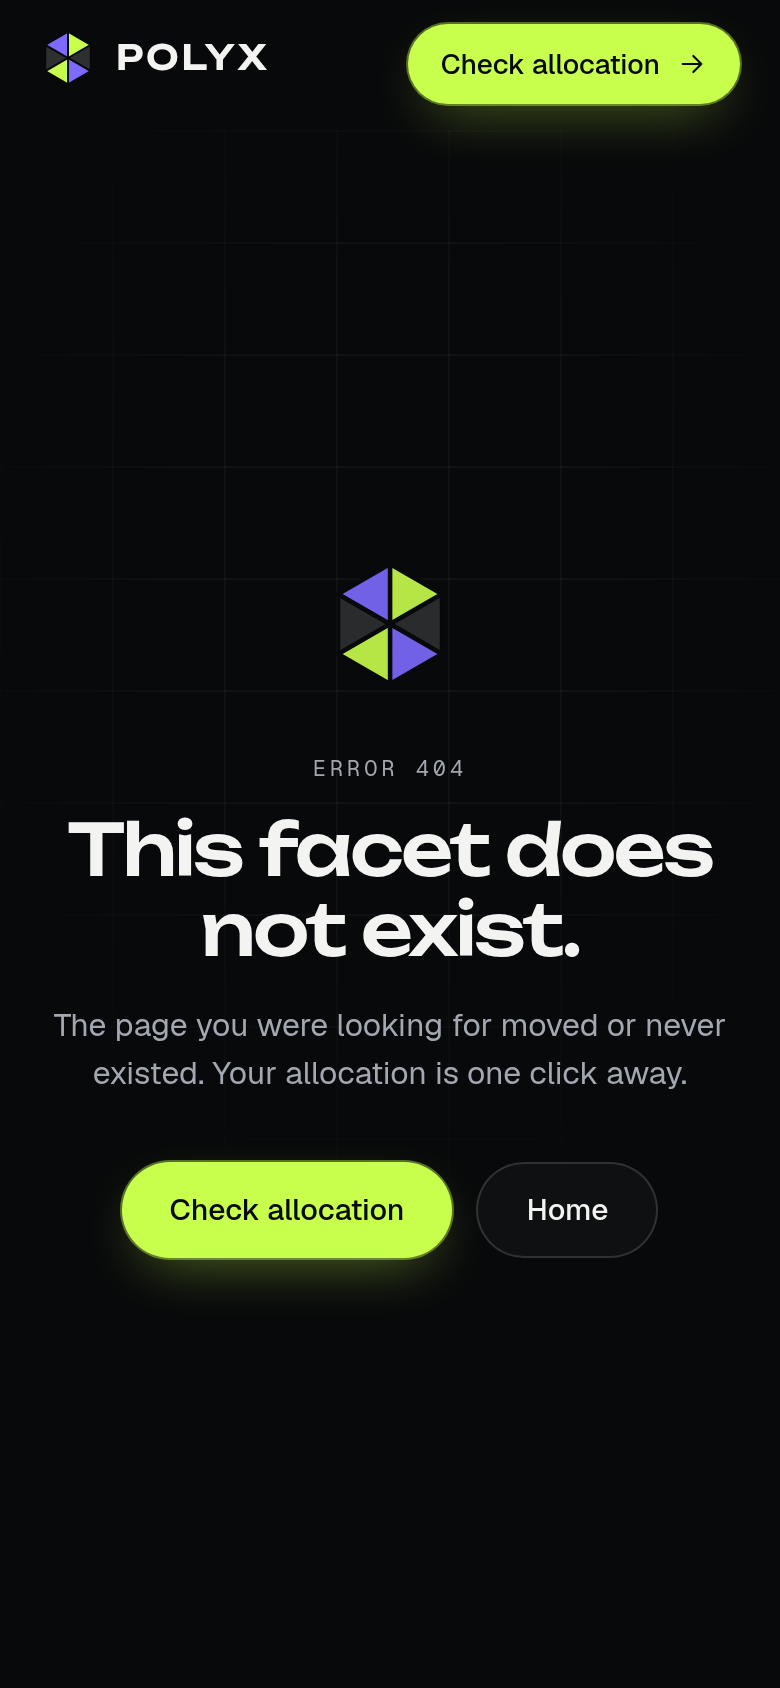 POLYX
Check allocation →
ERROR 404
This facet does
not exist.
The page you were looking for moved or never
existed. Your allocation is one click away.
Check allocation
Home